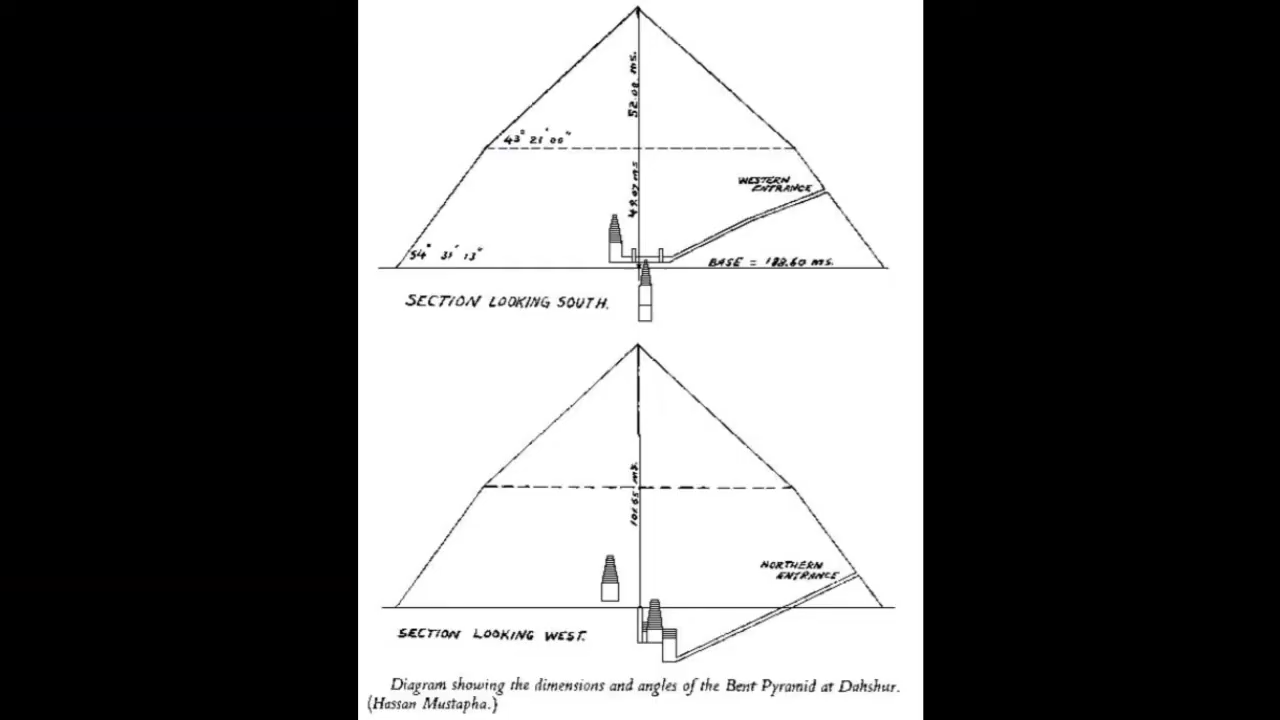 52.08 ms.
43° 21' 06"
49.07 ms
WESTERN
ENTRANCE
54° 31' 13"
BASE = 188.60 ms.
SECTION LOOKING SOUTH.
101.65 ms.
NORTHERN
ENTRANCE
SECTION LOOKING WEST.
Diagram showing the dimensions and angles of the Bent Pyramid at Dahshur.
(Hassan Mustapha.)